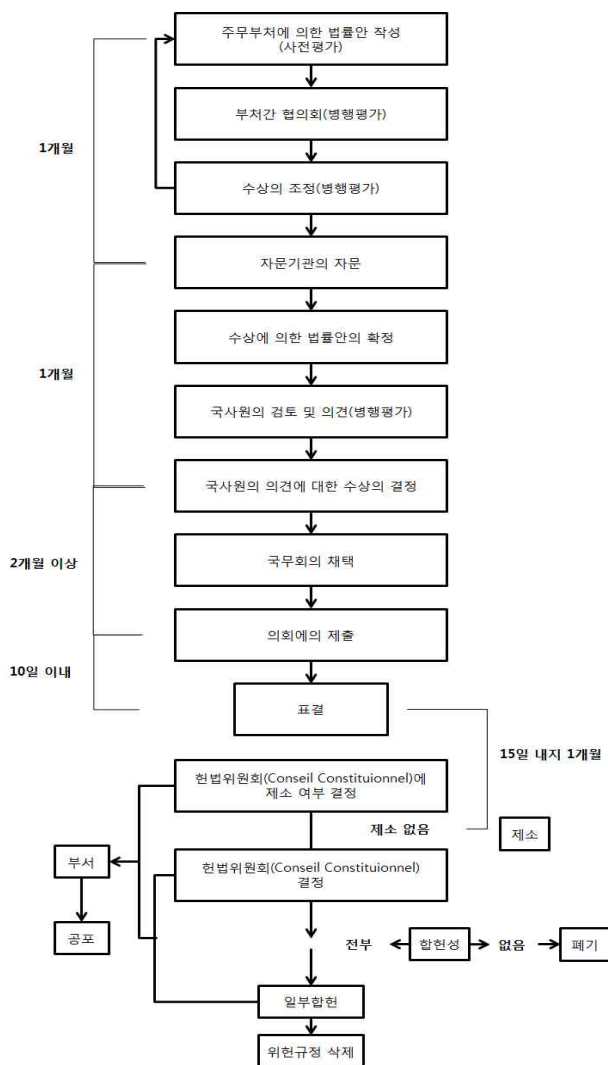 주무부처에 의한 법률안 작성
(사전평가)
부처간 협의회(병행평가)
1개월
수상의 조정(병행평가)
자문기관의 자문
수상에 의한 법률안의 확정
1개월
국사원의 검토 및 의견(병행평가)
국사원의 의견에 대한 수상의 결정
2개월 이상
국무회의 채택
의회에의 제출
10일 이내
표결
15일 내지 1개월
헌법위원회(Conseil Constituionnel)에
제소 여부 결정
제소 없음
제소
부서
헌법위원회(Conseil Constituionnel)
결정
공포
전부
합헌성
없음
폐기
일부합헌
위헌규정 삭제